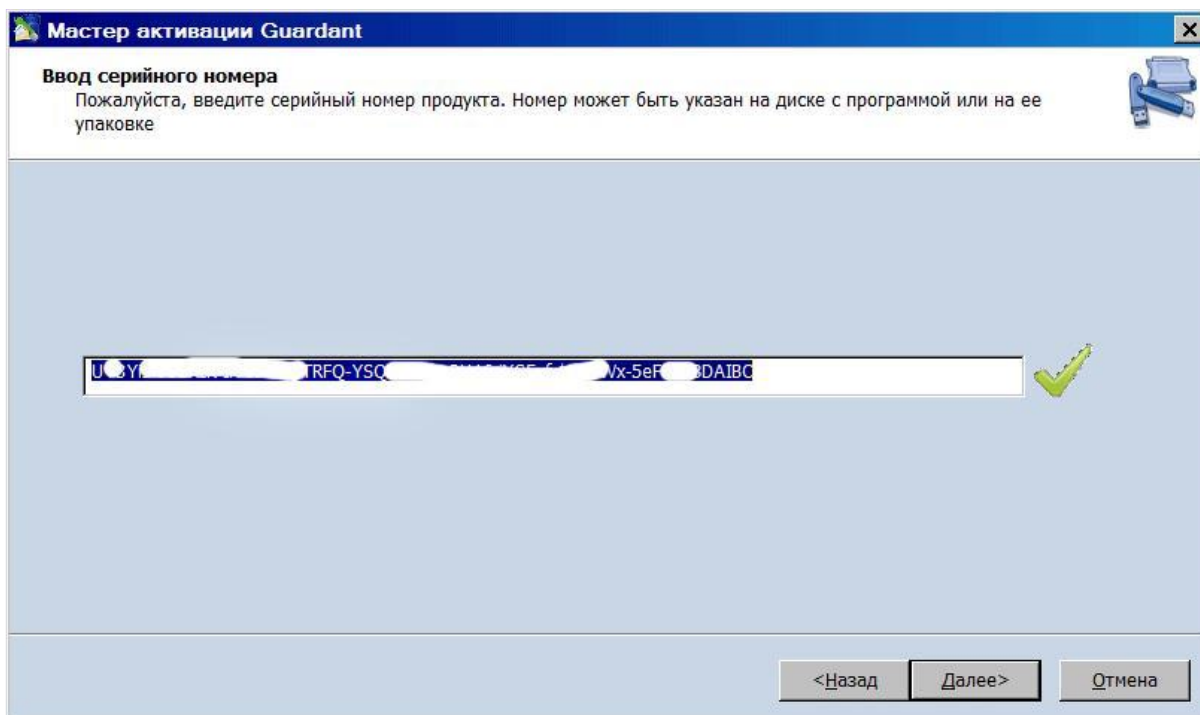 Мастер активации Guardant
Ввод серийного номера
Пожалуйста, введите серийный номер продукта. Номер может быть указан на диске с программой или на ее
упаковке
TRFQ-YSQ Vx-5eF DAIBC
<Назад Далее> Отмена